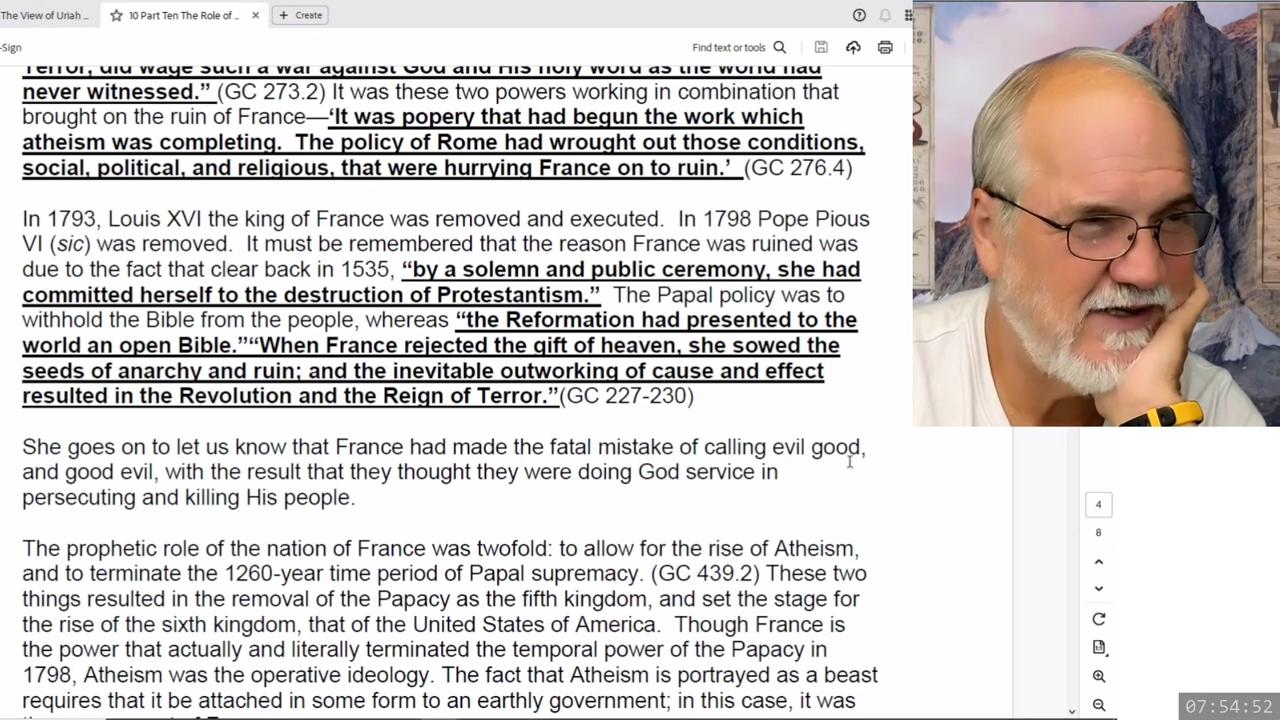 The View of Uriah ...
10 Part Ten The Role of ...
Create
-Sign
Find text or tools
Terror, did wage such a war against God and His holy word as the world had
never witnessed.” (GC 273.2) It was these two powers working in combination that
brought on the ruin of France—‘It was popery that had begun the work which
atheism was completing.  The policy of Rome had wrought out those conditions,
social, political, and religious, that were hurrying France on to ruin.’ (GC 276.4)
In 1793, Louis XVI the king of France was removed and executed.  In 1798 Pope Pious
VI (sic) was removed.  It must be remembered that the reason France was ruined was
due to the fact that clear back in 1535, “by a solemn and public ceremony, she had
committed herself to the destruction of Protestantism.”  The Papal policy was to
withhold the Bible from the people, whereas “the Reformation had presented to the
world an open Bible.”“When France rejected the gift of heaven, she sowed the
seeds of anarchy and ruin; and the inevitable outworking of cause and effect
resulted in the Revolution and the Reign of Terror.”(GC 227-230)
She goes on to let us know that France had made the fatal mistake of calling evil good,
and good evil, with the result that they thought they were doing God service in
persecuting and killing His people.
The prophetic role of the nation of France was twofold: to allow for the rise of Atheism,
and to terminate the 1260-year time period of Papal supremacy. (GC 439.2) These two
things resulted in the removal of the Papacy as the fifth kingdom, and set the stage for
the rise of the sixth kingdom, that of the United States of America.  Though France is
the power that actually and literally terminated the temporal power of the Papacy in
1798, Atheism was the operative ideology. The fact that Atheism is portrayed as a beast
requires that it be attached in some form to an earthly government; in this case, it was
4
8
07:54:52